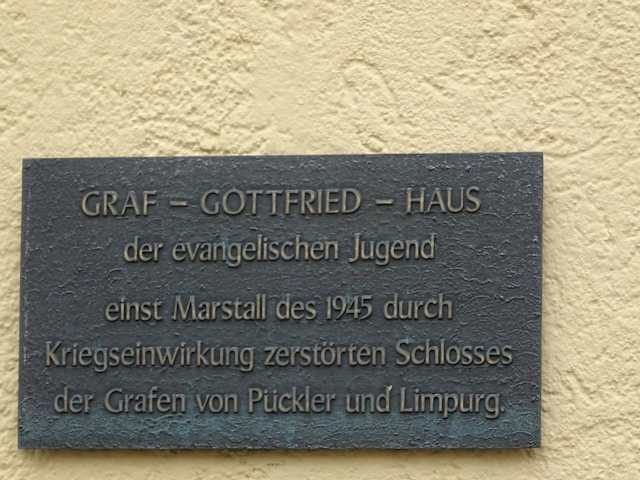 GRAF – GOTTFRIED – HAUS
der evangelischen Jugend
einst Marstall des 1945 durch
Kriegseinwirkung zerstörten Schlosses
der Grafen von Pückler und Limpurg.